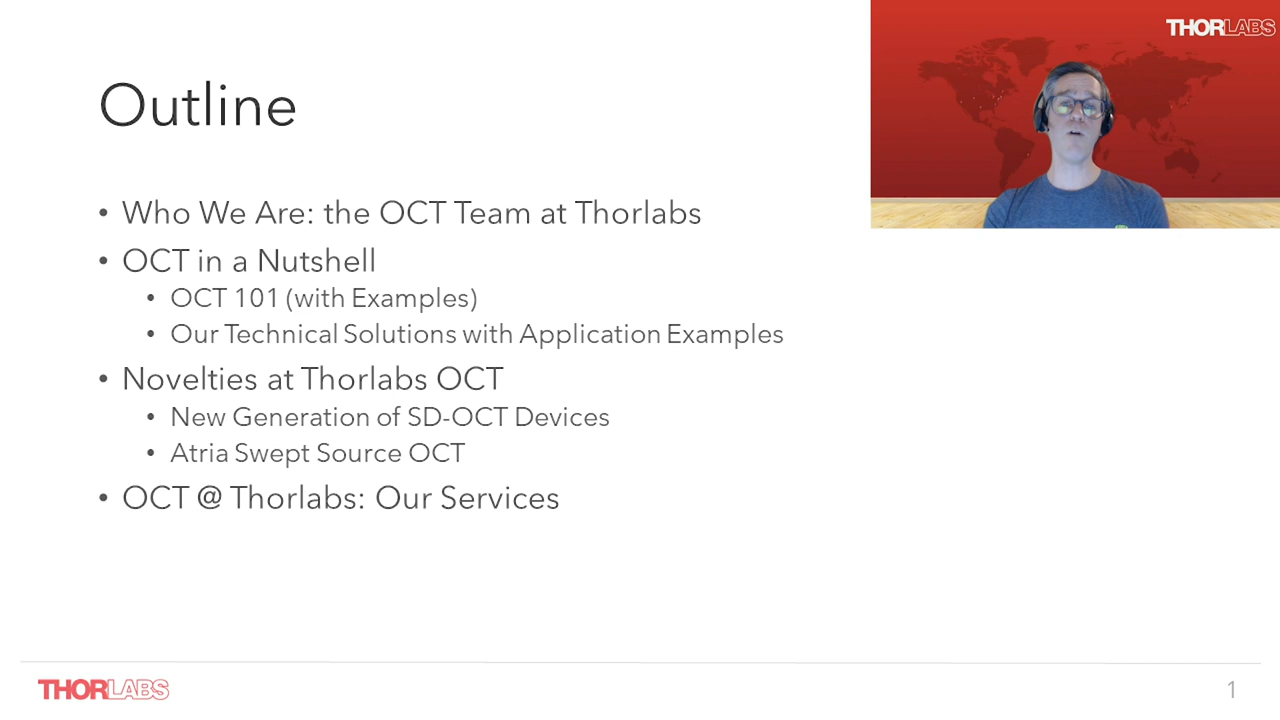 THORLABS
Outline
• Who We Are: the OCT Team at Thorlabs
• OCT in a Nutshell
• OCT 101 (with Examples)
• Our Technical Solutions with Application Examples
• Novelties at Thorlabs OCT
• New Generation of SD-OCT Devices
• Atria Swept Source OCT
• OCT @ Thorlabs: Our Services
THORLABS
1